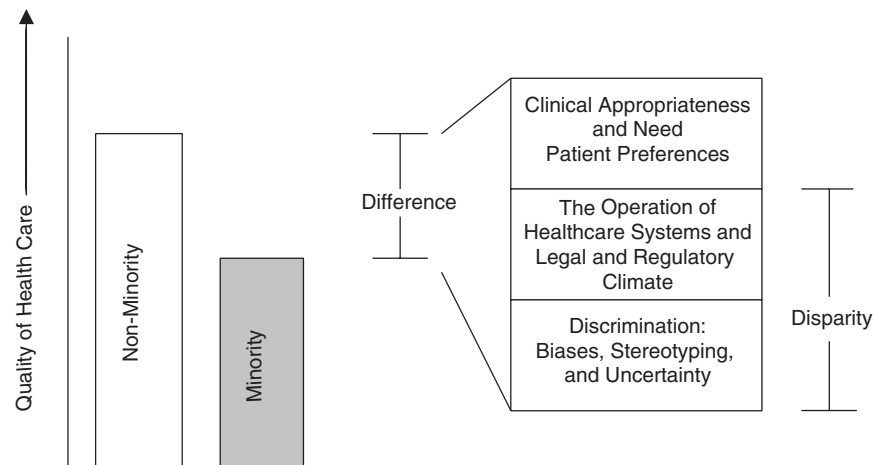 Quality of Health Care
Non-Minority
Minority
Difference
Clinical Appropriateness
and Need
Patient Preferences
The Operation of
Healthcare Systems and
Legal and Regulatory
Climate
Discrimination:
Biases, Stereotyping,
and Uncertainty
Disparity